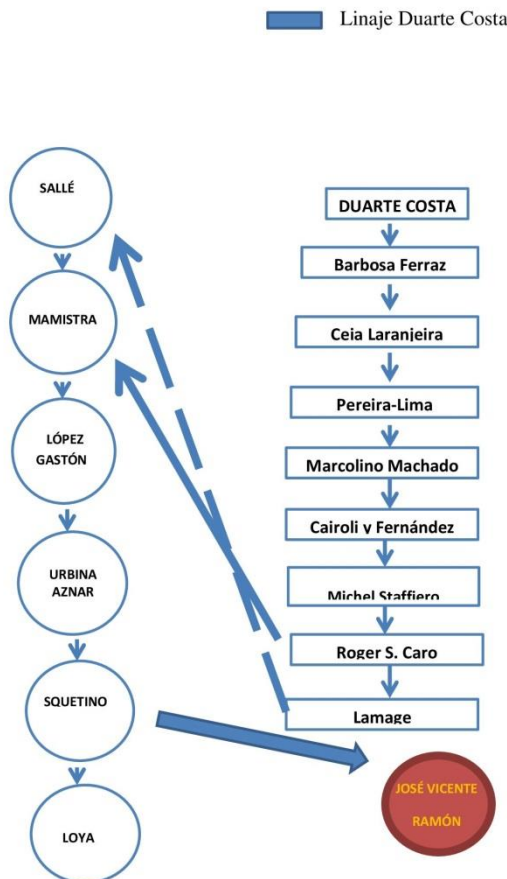 Linaje Duarte Costa
SALLÉ
MAMISTRA
LÓPEZ
GASTÓN
URBINA
AZNAR
SQUETINO
LOYA
DUARTE COSTA
Barbosa Ferraz
Ceia Laranjeira
Pereira-Lima
Marcolino Machado
Cairoli y Fernández
Michel Staffiero
Roger S. Caro
Lamage
JOSÉ VICENTE
RAMÓN